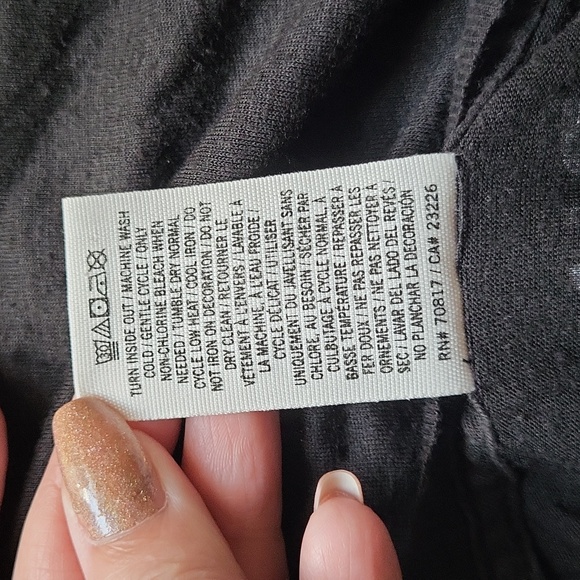 30
TURN INSIDE OUT / MACHINE WASH
COLD / GENTLE CYCLE / ONLY
NON-CHLORINE BLEACH WHEN
NEEDED / TUMBLE DRY NORMAL
CYCLE LOW HEAT / COOL IRON / DO
NOT IRON ON DECORATION / DO NOT
DRY CLEAN / RETOURNER LE
VÊTEMENT À L'ENVERS / LAVABLE À
LA MACHINE, À L'EAU FROIDE /
CYCLE DÉLICAT / UTILISER
UNIQUEMENT DU JAVELLISANT SANS
CHLORE, AU BESOIN / SÉCHER PAR
CULBUTAGE À CYCLE NORMAL, À
BASSE TEMPÉRATURE / REPASSER À
FER DOUX / NE PAS REPASSER LES
ORNEMENTS / NE PAS NETTOYER À
SEC / LAVAR DEL LADO DEL REVÉS /
NO PLANCHAR LA DECORACIÓN
RN# 70817 / CA# 23226